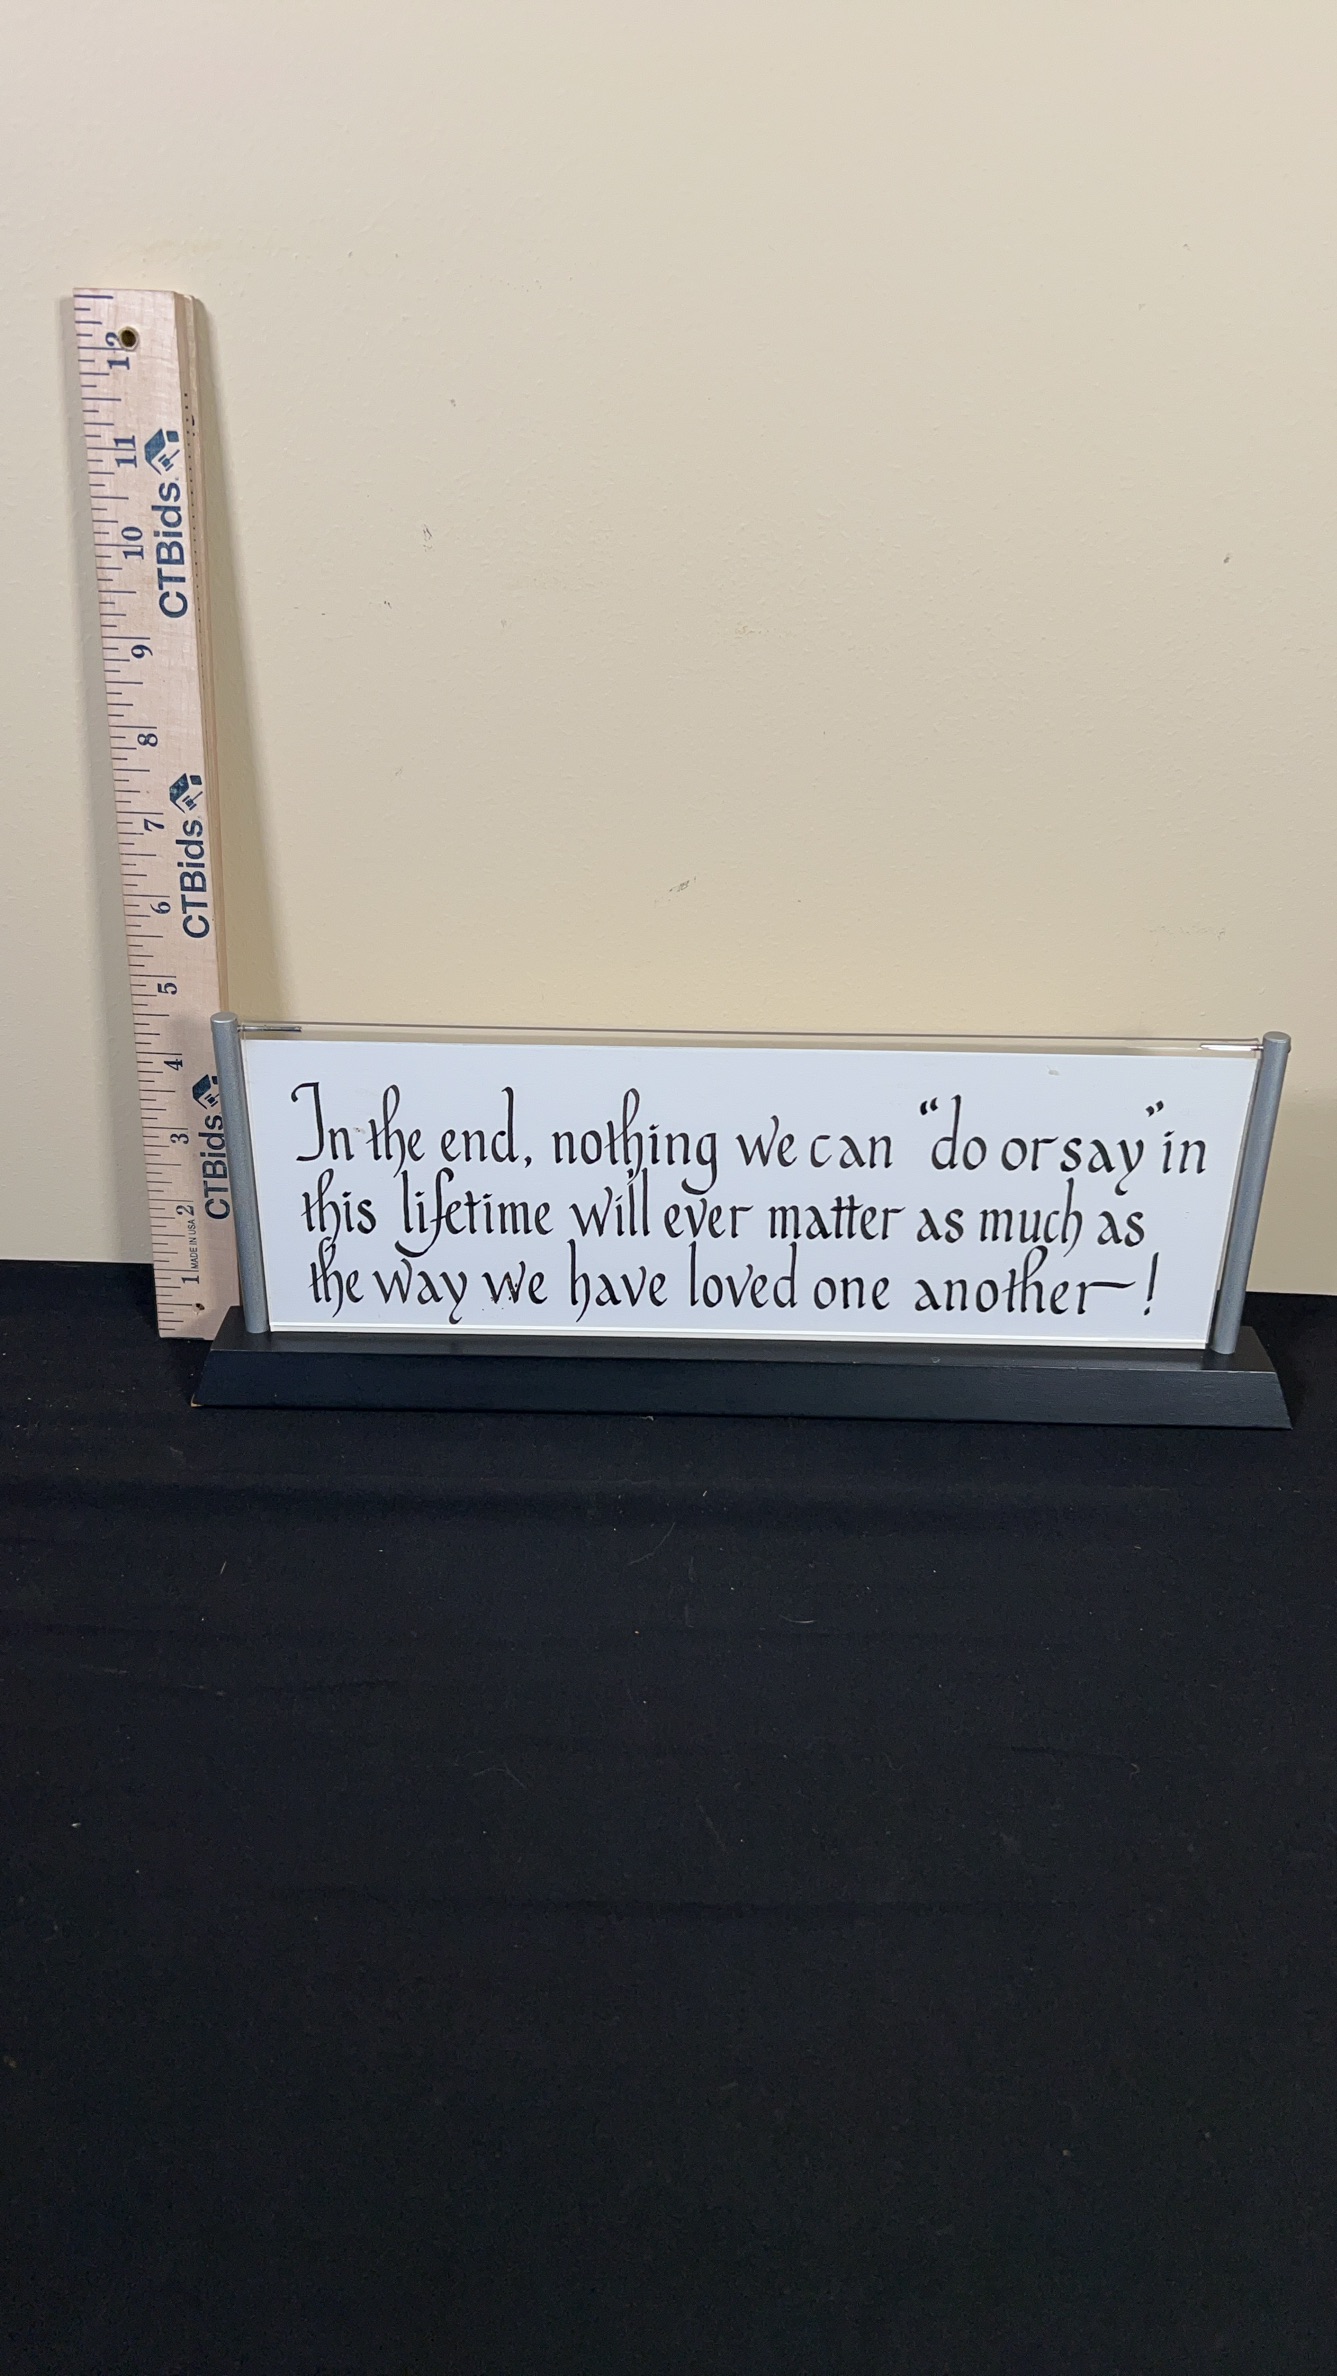 12
11
CTBids
10
9
8
CTBids
7
6
5
4
CTBids
3
2
MADE IN USA
1
In the end, nothing we can “do or say” in
this lifetime will ever matter as much as
the way we have loved one another—!